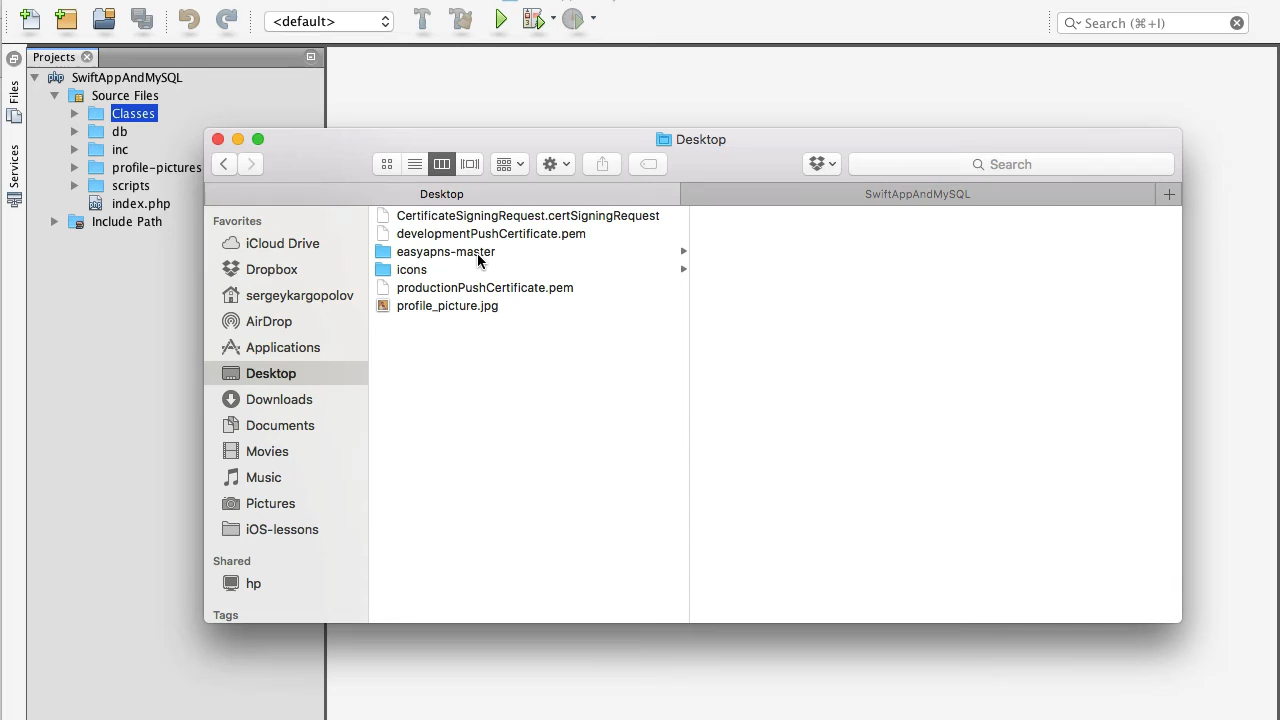 <default>
Search (⌘+I)
Projects
Files
Services
SwiftAppAndMySQL
Source Files
Classes
db
inc
profile-pictures
scripts
index.php
Include Path
Desktop
Search
Desktop
SwiftAppAndMySQL
Favorites
iCloud Drive
Dropbox
sergeykargopolov
AirDrop
Applications
Desktop
Downloads
Documents
Movies
Music
Pictures
iOS-lessons
Shared
hp
Tags
CertificateSigningRequest.certSigningRequest
developmentPushCertificate.pem
easyapns-master
icons
productionPushCertificate.pem
profile_picture.jpg